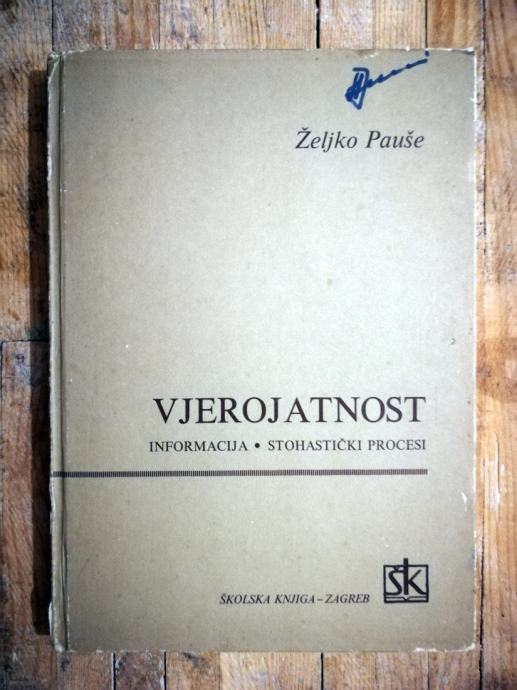 Željko Pauše
VJEROJATNOST
INFORMACIJA • STOHASTIČKI PROCESI
ŠKOLSKA KNJIGA – ZAGREB
šk